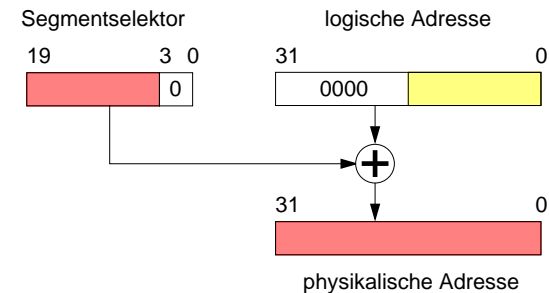 Segmentselektor
logische Adresse
19 3 0
31 0
0
0000
+
31 0
physikalische Adresse